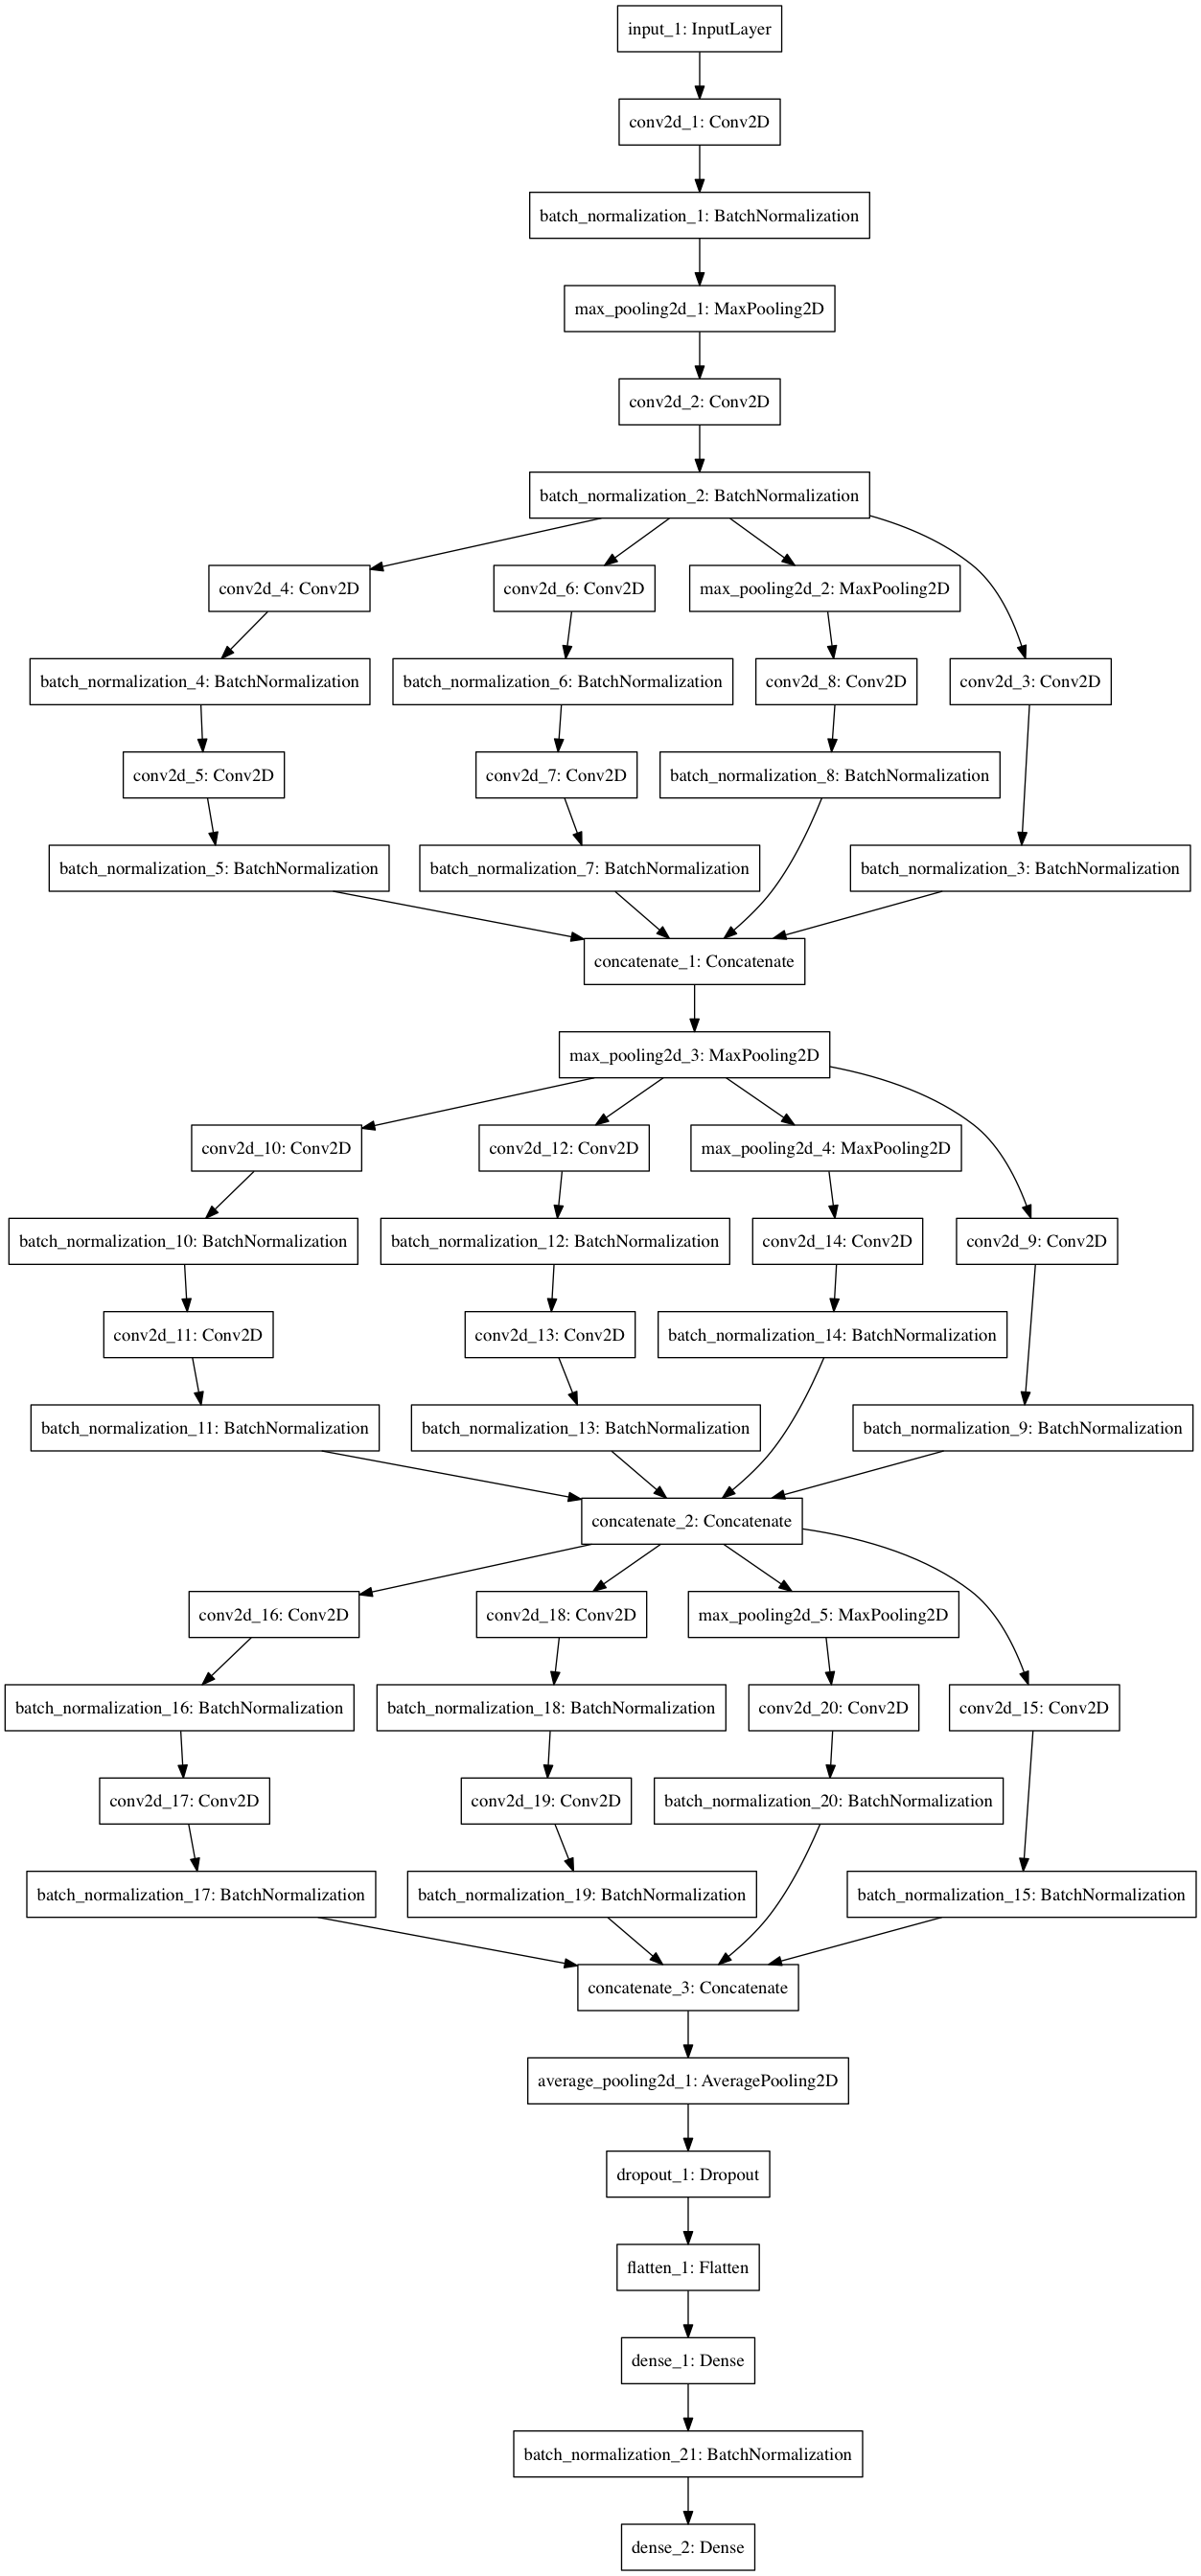 input_1: InputLayer
conv2d_1: Conv2D
batch_normalization_1: BatchNormalization
max_pooling2d_1: MaxPooling2D
conv2d_2: Conv2D
batch_normalization_2: BatchNormalization
conv2d_4: Conv2D
conv2d_6: Conv2D
max_pooling2d_2: MaxPooling2D
batch_normalization_4: BatchNormalization
batch_normalization_6: BatchNormalization
conv2d_8: Conv2D
conv2d_3: Conv2D
conv2d_5: Conv2D
conv2d_7: Conv2D
batch_normalization_8: BatchNormalization
batch_normalization_5: BatchNormalization
batch_normalization_7: BatchNormalization
batch_normalization_3: BatchNormalization
concatenate_1: Concatenate
max_pooling2d_3: MaxPooling2D
conv2d_10: Conv2D
conv2d_12: Conv2D
max_pooling2d_4: MaxPooling2D
batch_normalization_10: BatchNormalization
batch_normalization_12: BatchNormalization
conv2d_14: Conv2D
conv2d_9: Conv2D
conv2d_11: Conv2D
conv2d_13: Conv2D
batch_normalization_14: BatchNormalization
batch_normalization_11: BatchNormalization
batch_normalization_13: BatchNormalization
batch_normalization_9: BatchNormalization
concatenate_2: Concatenate
conv2d_16: Conv2D
conv2d_18: Conv2D
max_pooling2d_5: MaxPooling2D
batch_normalization_16: BatchNormalization
batch_normalization_18: BatchNormalization
conv2d_20: Conv2D
conv2d_15: Conv2D
conv2d_17: Conv2D
conv2d_19: Conv2D
batch_normalization_20: BatchNormalization
batch_normalization_17: BatchNormalization
batch_normalization_19: BatchNormalization
batch_normalization_15: BatchNormalization
concatenate_3: Concatenate
average_pooling2d_1: AveragePooling2D
dropout_1: Dropout
flatten_1: Flatten
dense_1: Dense
batch_normalization_21: BatchNormalization
dense_2: Dense